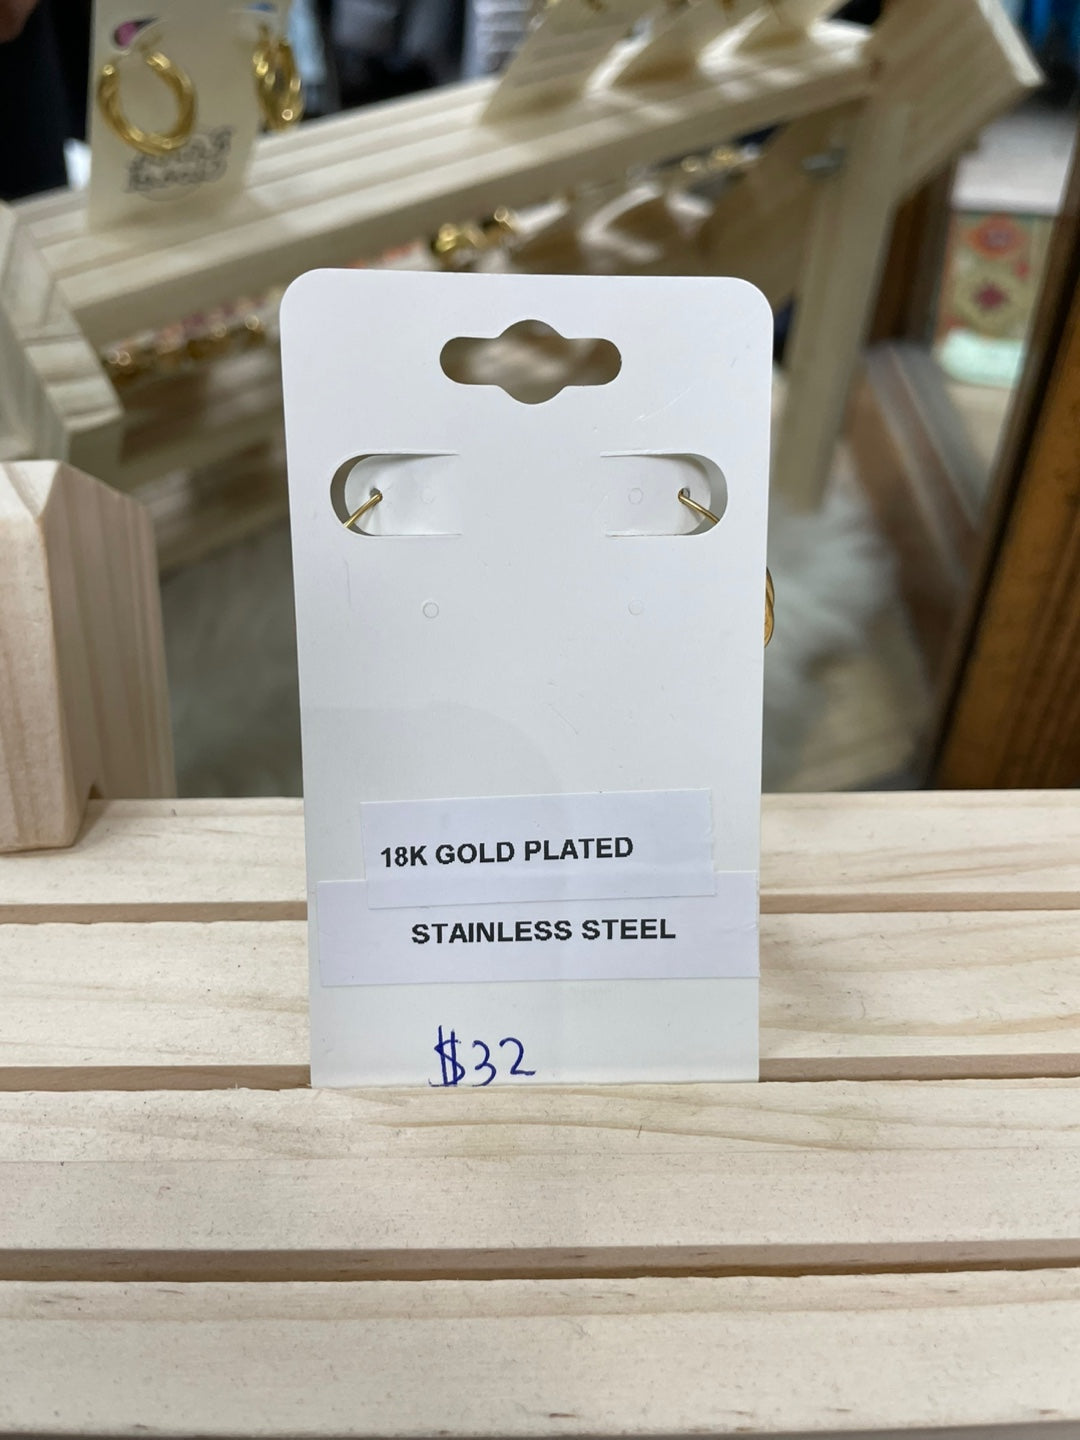 18K GOLD PLATED
STAINLESS STEEL
$32